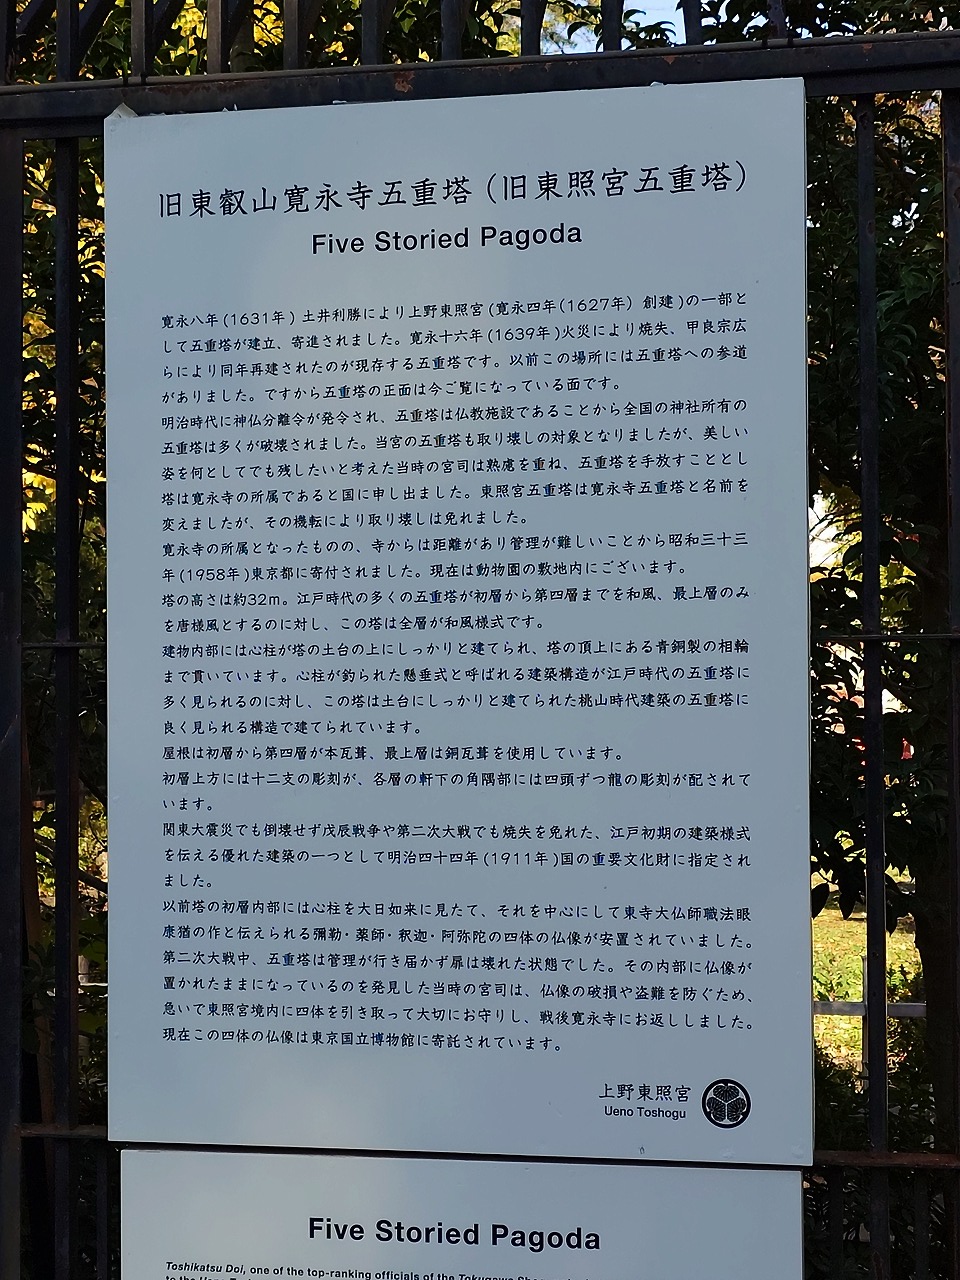 旧東叡山寛永寺五重塔（旧東照宮五重塔）
Five Storied Pagoda
寛永八年(1631年)土井利勝により上野東照宮(寛永四年(1627年) 創建)の一部と
して五重塔が建立、寄進されました。寛永十六年(1639年)火災により焼失、甲良宗広
らにより同年再建されたのが現存する五重塔です。以前この場所には五重塔への参道
がありました。ですから五重塔の正面は今ご覧になっている面です。
明治時代に神仏分離令が発令され、五重塔は仏教施設であることから全国の神社所有の
五重塔は多くが破壊されました。当宮の五重塔も取り壊しの対象となりましたが、美しい
姿を何としてでも残したいと考えた当時の宮司は熟慮を重ね、五重塔を手放すこととし
塔は寛永寺の所属であると国に申し出ました。東照宮五重塔は寛永寺五重塔と名前を
変えましたが、その機転により取り壊しは免れました。
寛永寺の所属となったものの、寺からは距離があり管理が難しいことから昭和三十三
年(1958年)東京都に寄付されました。現在は動物園の敷地内にございます。
塔の高さは約32m。江戸時代の多くの五重塔が初層から第四層までを和風、最上層のみ
を唐様風とするのに対し、この塔は全層が和風様式です。
建物内部には心柱が塔の土台の上にしっかりと建てられ、塔の頂上にある青銅製の相輪
まで貫いています。心柱が釣られた懸垂式と呼ばれる建築構造が江戸時代の五重塔に
多く見られるのに対し、この塔は土台にしっかりと建てられた桃山時代建築の五重塔に
良く見られる構造で建てられています。
屋根は初層から第四層が本瓦葺、最上層は銅瓦葺を使用しています。
初層上方には十二支の彫刻が、各層の軒下の角隅部には四頭ずつ龍の彫刻が配されて
います。
関東大震災でも倒壊せず戊辰戦争や第二次大戦でも焼失を免れた、江戸初期の建築様式
を伝える優れた建築の一つとして明治四十四年(1911年)国の重要文化財に指定され
ました。
以前塔の初層内部には心柱を大日如来に見たて、それを中心にして東寺大仏師職法眼
康猶の作と伝えられる彌勒・薬師・釈迦・阿弥陀の四体の仏像が安置されていました。
第二次大戦中、五重塔は管理が行き届かず扉は壊れた状態でした。その内部に仏像が
置かれたままになっているのを発見した当時の宮司は、仏像の破損や盗難を防ぐため、
急いで東照宮境内に四体を引き取って大切にお守りし、戦後寛永寺にお返ししました。
現在この四体の仏像は東京国立博物館に寄託されています。
上野東照宮
Ueno Toshogu
Five Storied Pagoda
Toshikatsu Doi, one of the top-ranking officials of the Tokugawa